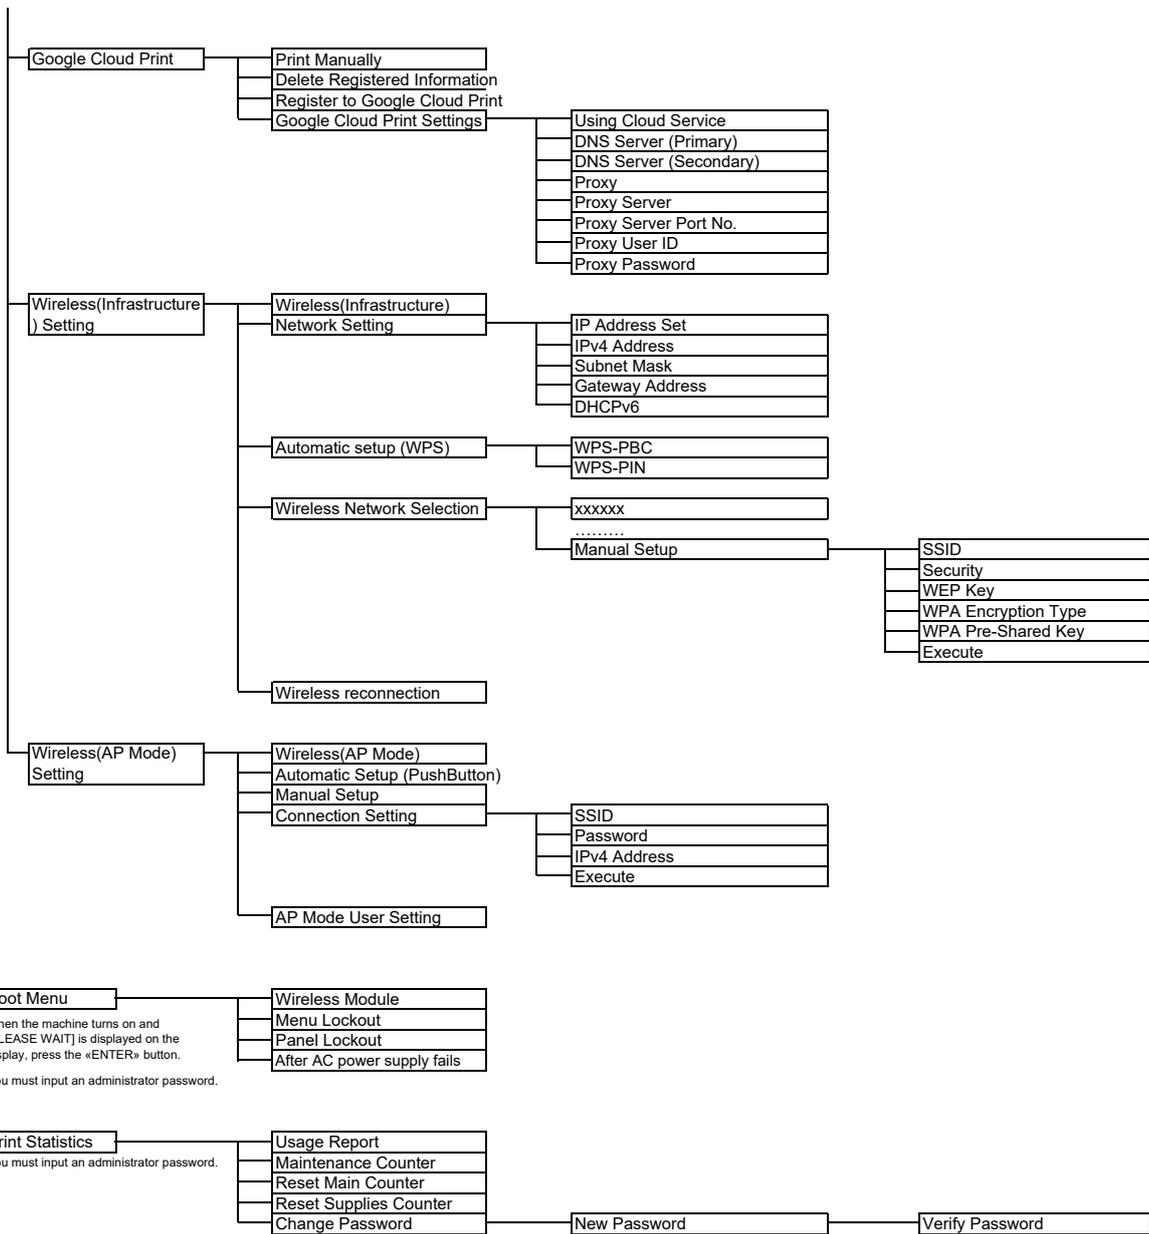 Google Cloud Print
Print Manually
Delete Registered Information
Register to Google Cloud Print
Google Cloud Print Settings
Using Cloud Service
DNS Server (Primary)
DNS Server (Secondary)
Proxy
Proxy Server
Proxy Server Port No.
Proxy User ID
Proxy Password
Wireless(Infrastructure
) Setting
Wireless(Infrastructure)
Network Setting
IP Address Set
IPv4 Address
Subnet Mask
Gateway Address
DHCPv6
Automatic setup (WPS)
WPS-PBC
WPS-PIN
Wireless Network Selection
xxxxxx
.........
Manual Setup
SSID
Security
WEP Key
WPA Encryption Type
WPA Pre-Shared Key
Execute
Wireless reconnection
Wireless(AP Mode)
Setting
Wireless(AP Mode)
Automatic Setup (PushButton)
Manual Setup
Connection Setting
SSID
Password
IPv4 Address
Execute
AP Mode User Setting
oot Menu
hen the machine turns on and
LEASE WAIT] is displayed on the
splay, press the «ENTER» button.
ou must input an administrator password.
Wireless Module
Menu Lockout
Panel Lockout
After AC power supply fails
rint Statistics
ou must input an administrator password.
Usage Report
Maintenance Counter
Reset Main Counter
Reset Supplies Counter
Change Password
New Password
Verify Password